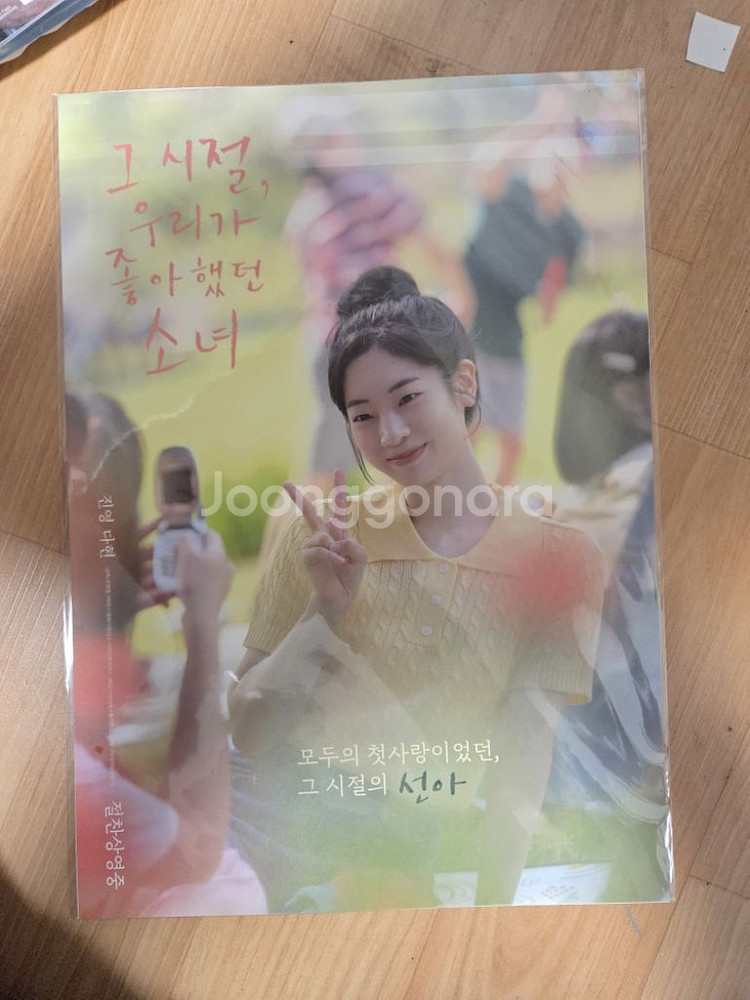 그 시절,
우리가
좋아했던
소녀
진영 다현
Joonggonara
모두의 첫사랑이었던,
그 시절의 선아
절찬상영중